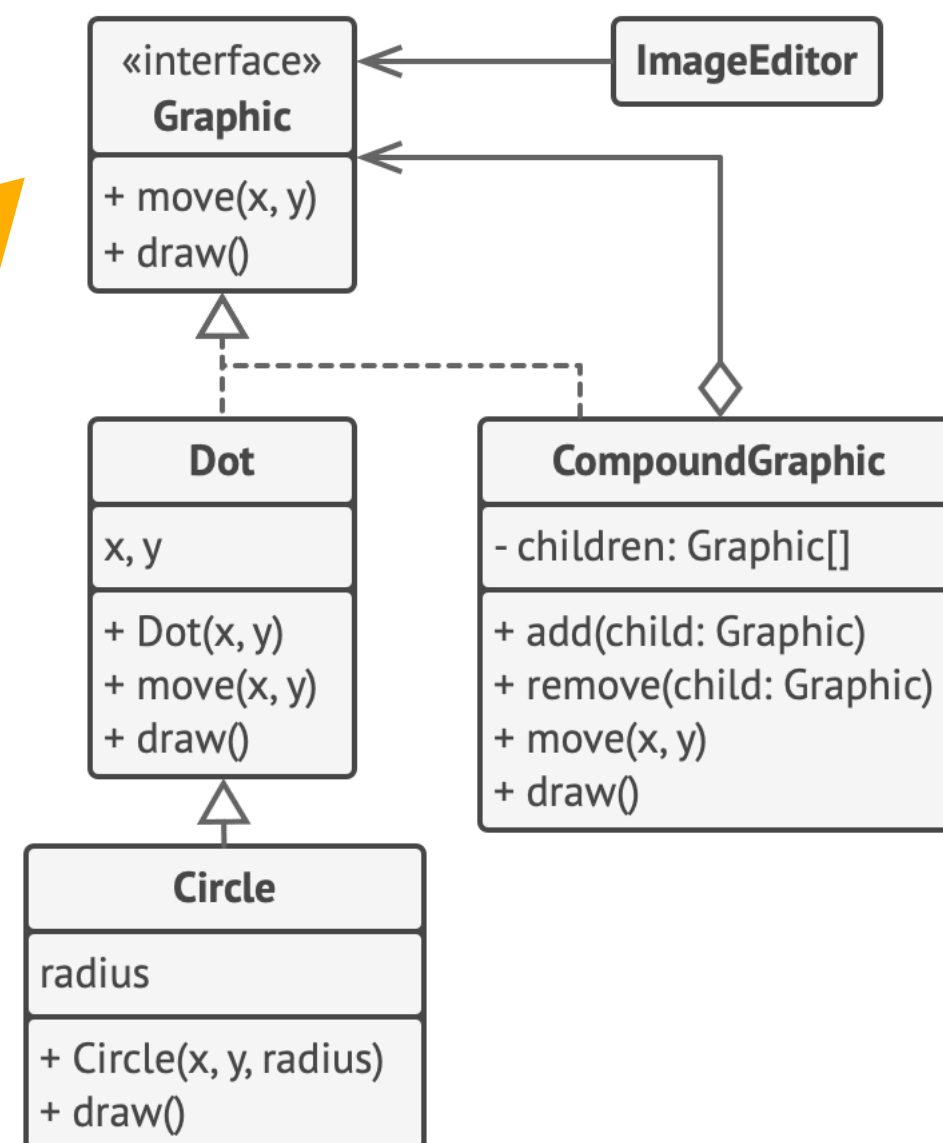 «interface»
Graphic
+ move(x, y)
+ draw()
ImageEditor
Dot
x, y
+ Dot(x, y)
+ move(x, y)
+ draw()
CompoundGraphic
- children: Graphic[]
+ add(child: Graphic)
+ remove(child: Graphic)
+ move(x, y)
+ draw()
Circle
radius
+ Circle(x, y, radius)
+ draw()